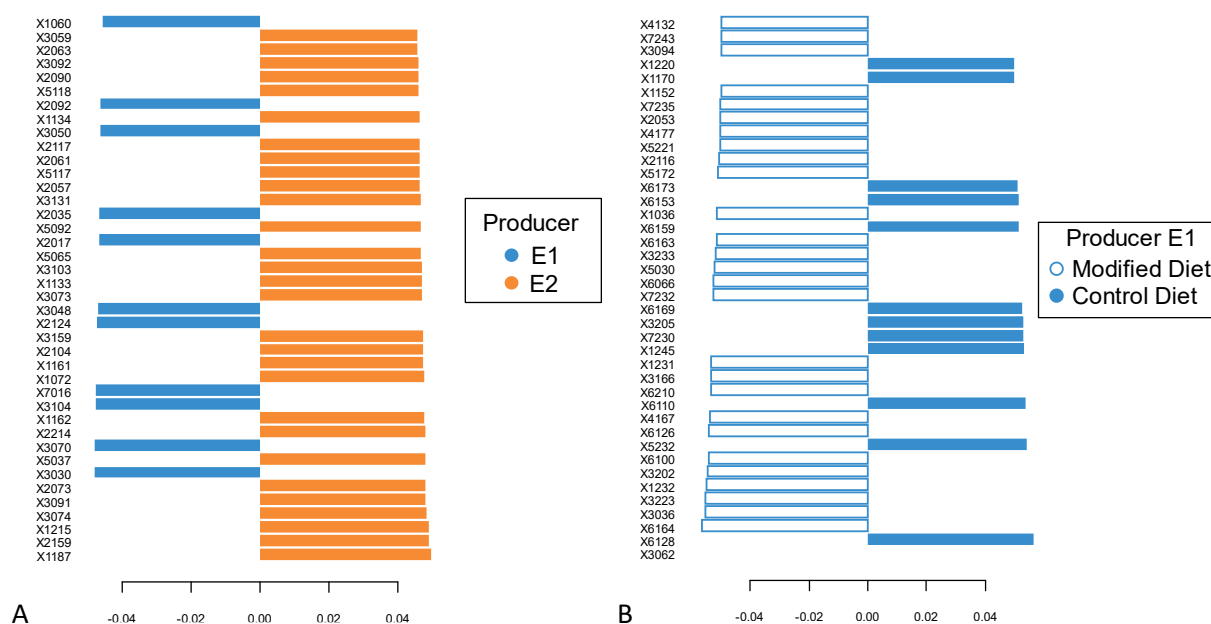 X1060
X3059
X2063
X3092
X2090
X5118
X2092
X1134
X3050
X2117
X2061
X5117
X2057
X3131
X2035
X5092
X2017
X5065
X3103
X1133
X3073
X3048
X2124
X3159
X2104
X1161
X1072
X7016
X3104
X1162
X2214
X3070
X5037
X3030
X2073
X3091
X3074
X1215
X2159
X1187
-0.04 -0.02 0.00 0.02 0.04
A
Producer
E1
E2
X4132
X7243
X3094
X1220
X1170
X1152
X7235
X2053
X4177
X5221
X2116
X5172
X6173
X6153
X1036
X6159
X6163
X3233
X5030
X6066
X7232
X6169
X3205
X7230
X1245
X1231
X3166
X6210
X6110
X4167
X6126
X5232
X6100
X3202
X1232
X3223
X3036
X6164
X6128
X3062
-0.04 -0.02 0.00 0.02 0.04
B
Producer E1
Modified Diet
Control Diet